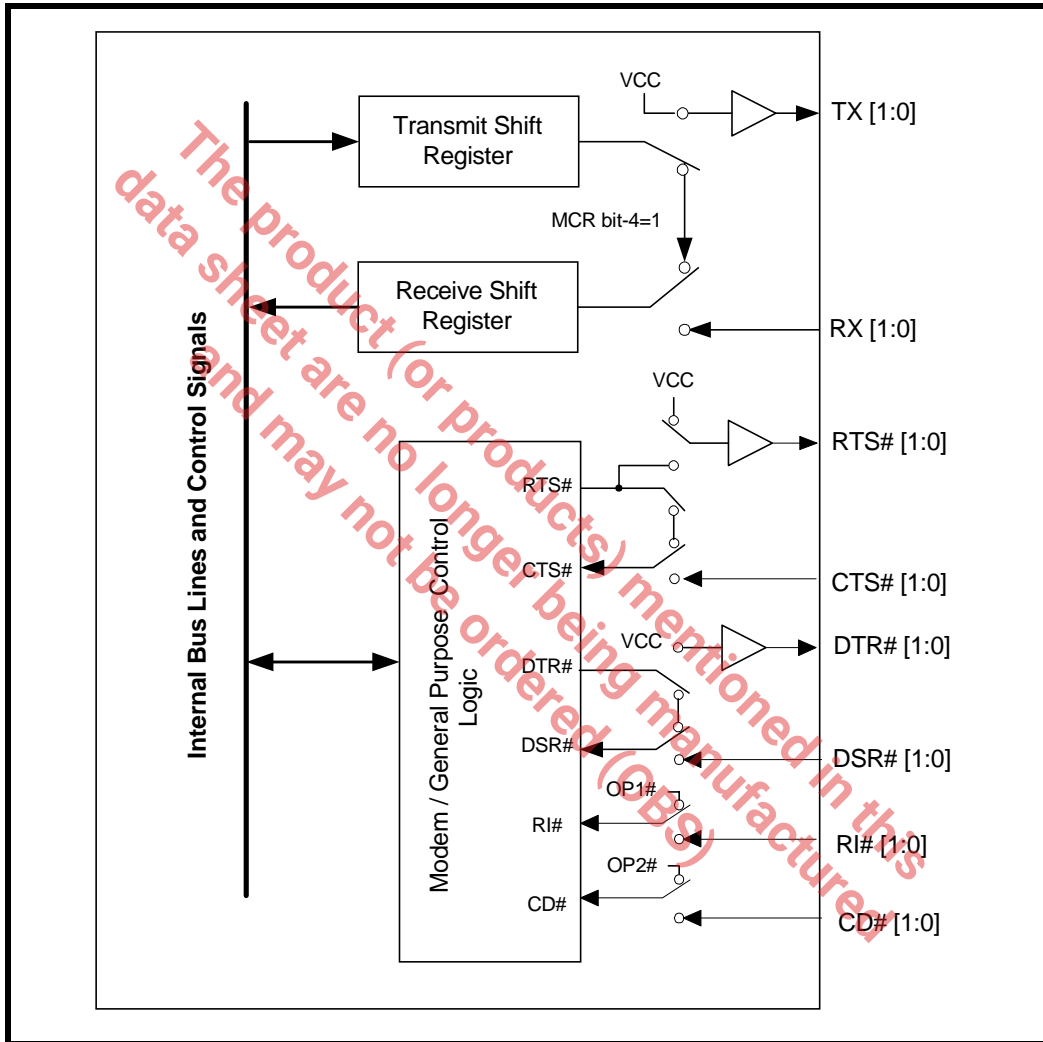 VCC
TX [1:0]
Transmit Shift
Register
MCR bit-4=1
Receive Shift
Register
RX [1:0]
VCC
RTS# [1:0]
RTS#
CTS#
CTS# [1:0]
VCC
DTR# [1:0]
DTR#
DSR#
DSR# [1:0]
OP1#
RI#
RI# [1:0]
OP2#
CD#
CD# [1:0]
Internal Bus Lines and Control Signals
Modem / General Purpose Control
Logic
The product (or products) mentioned in this
data sheet are no longer being manufactured
and may not be ordered (OBS)